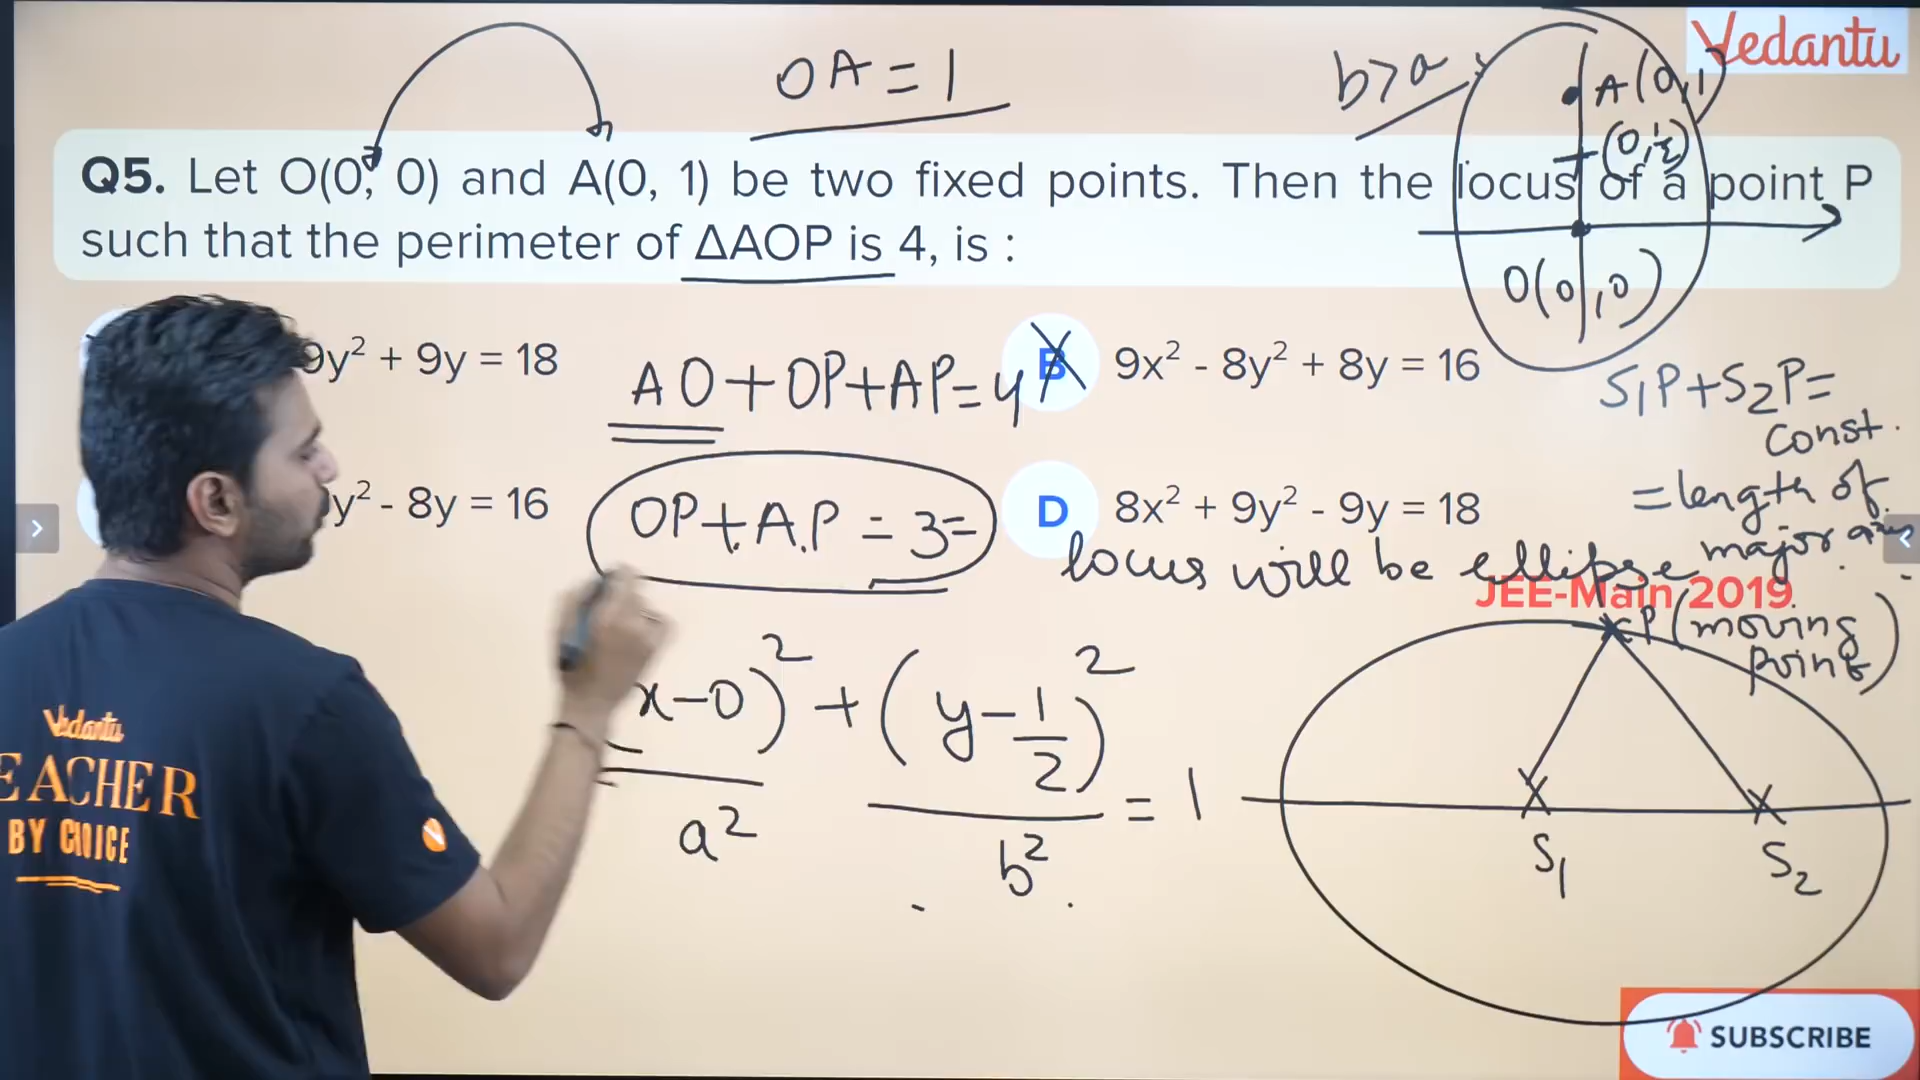 OA = 1
b>a
A(0,1)
(0,½)
Vedantu
Q5. Let O(0, 0) and A(0, 1) be two fixed points. Then the locus of a point P
such that the perimeter of ΔAOP is 4, is :
O(0,0)
9y² + 9y = 18
AO+OP+AP=4
B
9x² - 8y² + 8y = 16
S₁P+S₂P=
const.
y² - 8y = 16
OP+AP = 3=
D
8x² + 9y² - 9y = 18
=length of
major axis
locus will be ellipse
JEE-Main 2019
P(moving
point)
x-0)² + (y-1/2)²
a² b² = 1
S₁
S₂
Vedantu
EACHER
BY CHOICE
SUBSCRIBE